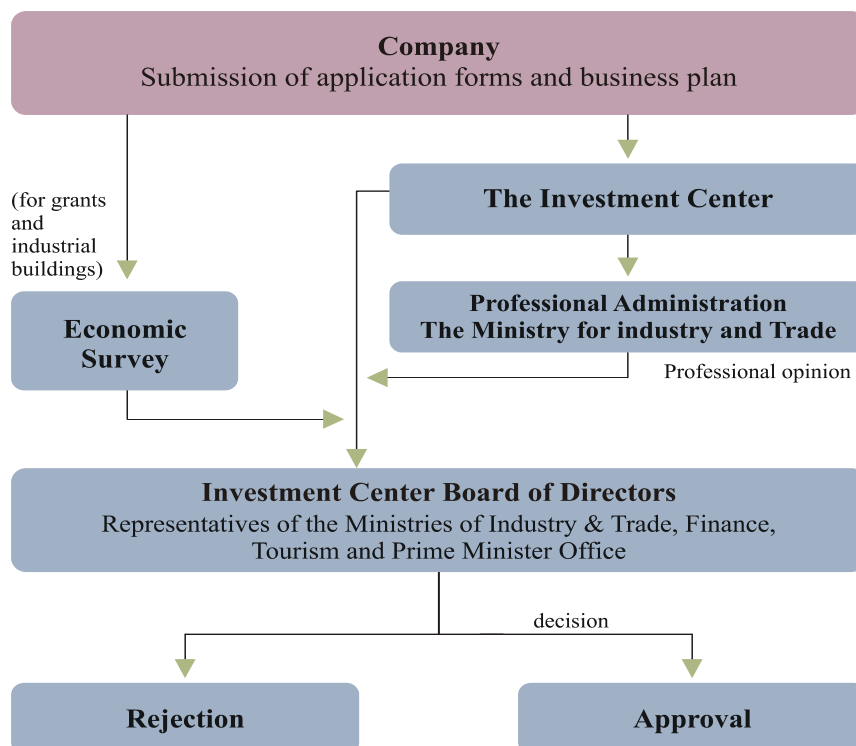 Company
Submission of application forms and business plan
(for grants
and
industrial
buildings)
The Investment Center
Economic
Survey
Professional Administration
The Ministry for industry and Trade
Professional opinion
Investment Center Board of Directors
Representatives of the Ministries of Industry & Trade, Finance,
Tourism and Prime Minister Office
decision
Rejection
Approval